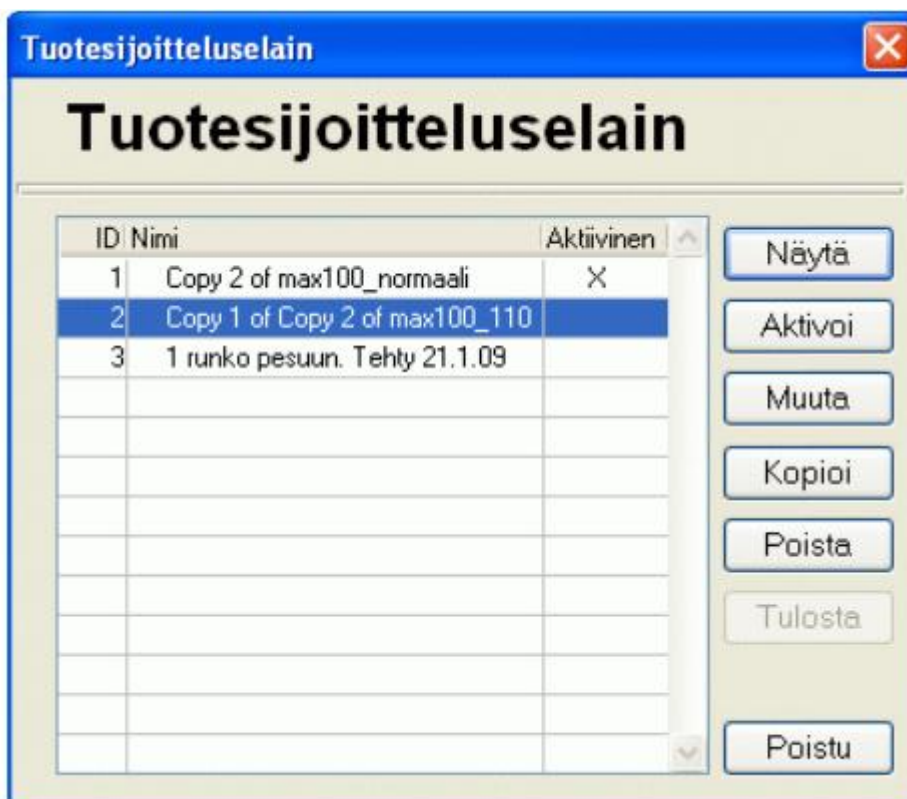 Tuotesijoitteluselain
Tuotesijoitteluselain
ID Nimi Aktiivinen
1 Copy 2 of max100_normaali X
2 Copy 1 of Copy 2 of max100_110
3 1 runko pesuun. Tehty 21.1.09
Näytä
Aktivoi
Muuta
Kopioi
Poista
Tulosta
Poistu